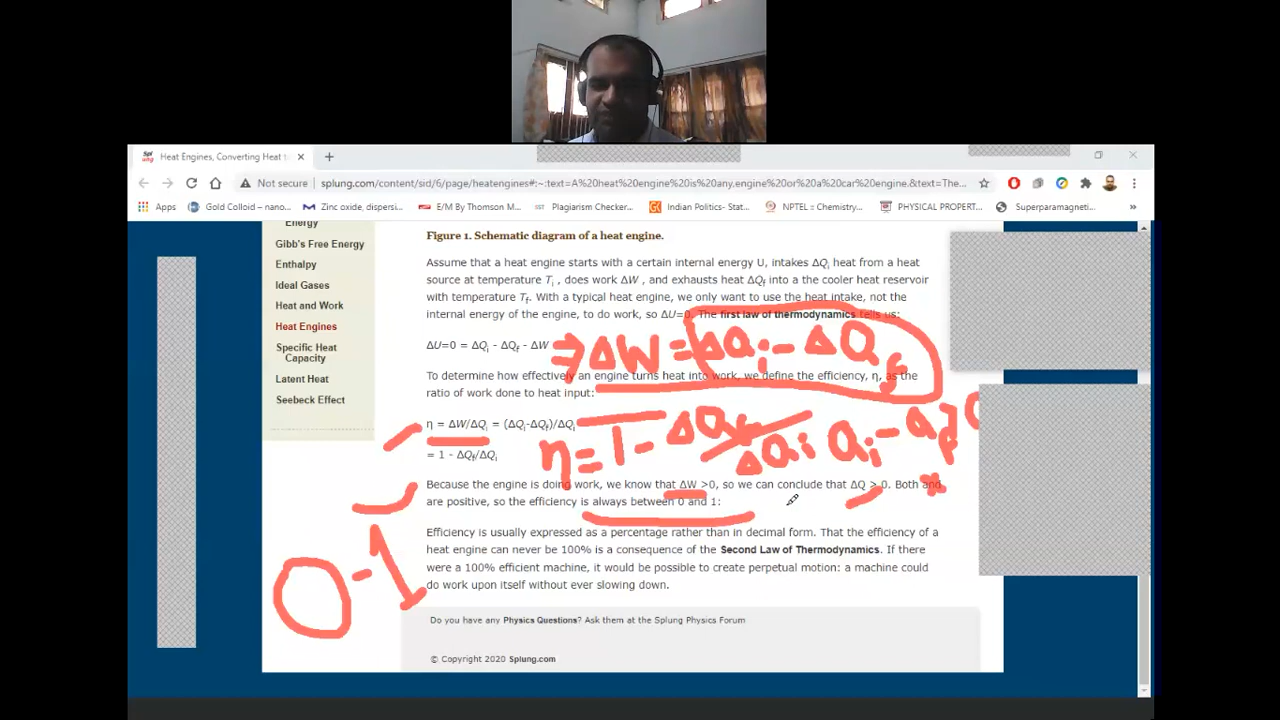 Heat Engines, Converting Heat t
Not secure
splung.com/content/sid/6/page/heatengines#:~:text=A%20heat%20engine%20is%20any,engine%20or%20a%20car%20engine.&text=The...
Apps
Gold Colloid – nano...
Zinc oxide, dispersi...
E/M By Thomson M...
Plagiarism Checker...
Indian Politics- Stat...
NPTEL :: Chemistry...
PHYSICAL PROPERT...
Superparamagneti...
»
Energy
Gibb's Free Energy
Enthalpy
Ideal Gases
Heat and Work
Heat Engines
Specific Heat
Capacity
Latent Heat
Seebeck Effect
Figure 1. Schematic diagram of a heat engine.
Assume that a heat engine starts with a certain internal energy U, intakes ΔQi heat from a heat
source at temperature Ti , does work ΔW , and exhausts heat ΔQf into a the cooler heat reservoir
with temperature Tf. With a typical heat engine, we only want to use the heat intake, not the
internal energy of the engine, to do work, so ΔU=0. The first law of thermodynamics tells us:
ΔU=0 = ΔQi - ΔQf - ΔW
⇒ ΔW = ΔQi - ΔQf
To determine how effectively an engine turns heat into work, we define the efficiency, η, as the
ratio of work done to heat input:
η = ΔW/ΔQi = (ΔQi-ΔQf)/ΔQi
= 1 - ΔQf/ΔQi
η = 1 - ΔQf/ΔQi
Qi - Qf
Because the engine is doing work, we know that ΔW >0, so we can conclude that ΔQ > 0. Both and
are positive, so the efficiency is always between 0 and 1:
0 - 1
Efficiency is usually expressed as a percentage rather than in decimal form. That the efficiency of a
heat engine can never be 100% is a consequence of the Second Law of Thermodynamics. If there
were a 100% efficient machine, it would be possible to create perpetual motion: a machine could
do work upon itself without ever slowing down.
Do you have any Physics Questions? Ask them at the Splung Physics Forum
© Copyright 2020 Splung.com